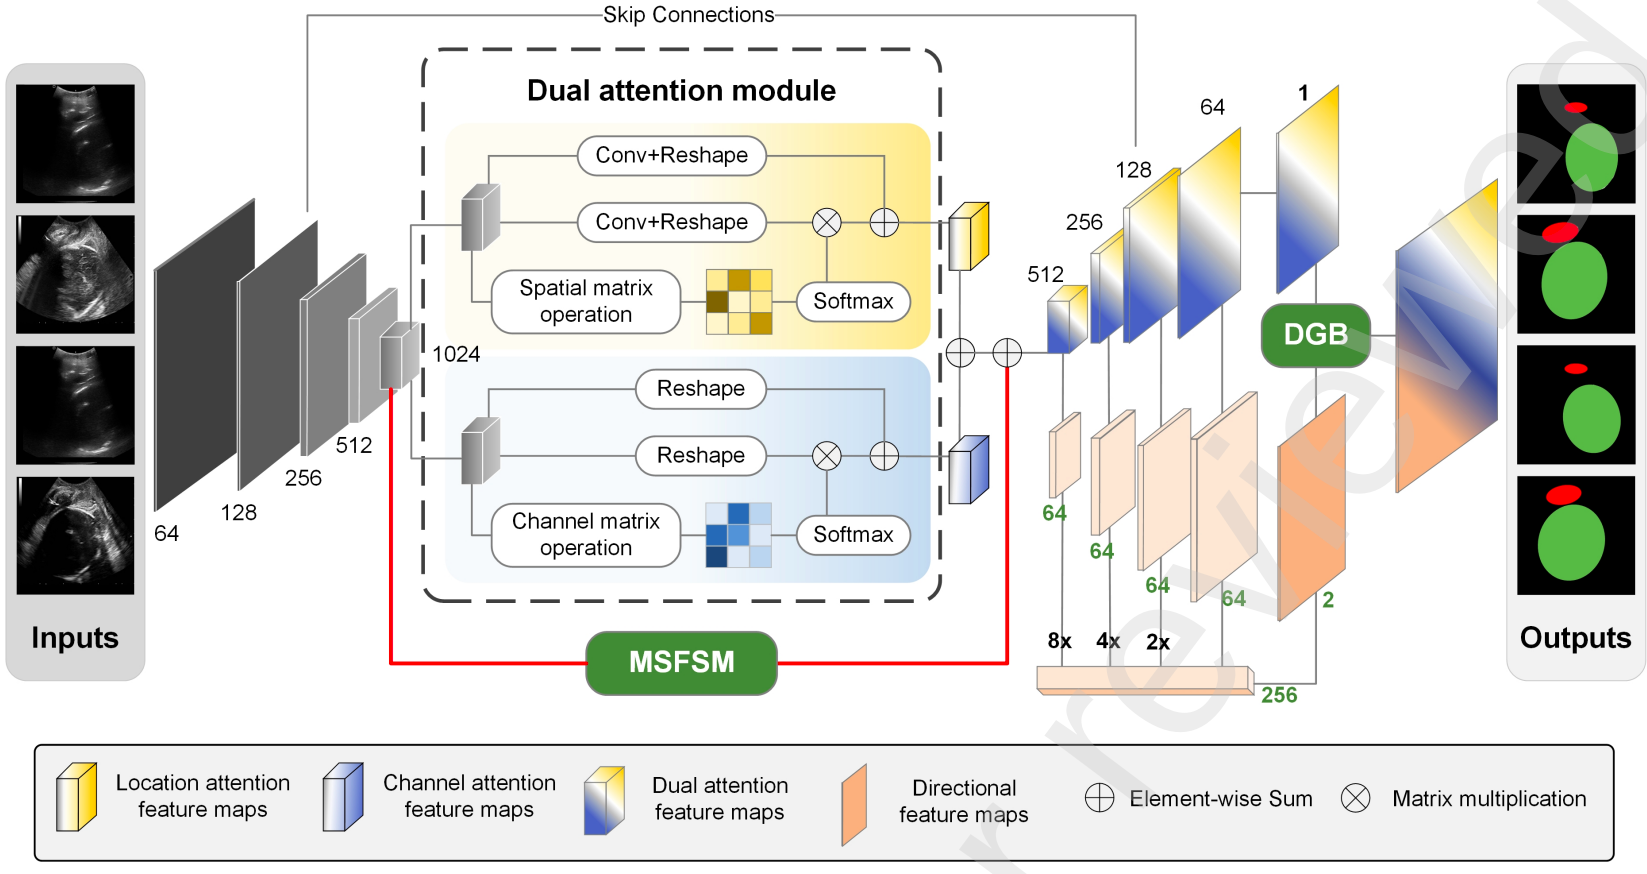 Skip Connections
Dual attention module
Conv+Reshape
Conv+Reshape
Spatial matrix
operation
Softmax
Reshape
Reshape
Channel matrix
operation
Softmax
Inputs
64
128
256
512
1024
MSFSM
512
256
128
64
1
DGB
64
64
64
64
2
8x
4x
2x
256
Outputs
Location attention
feature maps
Channel attention
feature maps
Dual attention
feature maps
Directional
feature maps
Element-wise Sum
Matrix multiplication
r reviewed